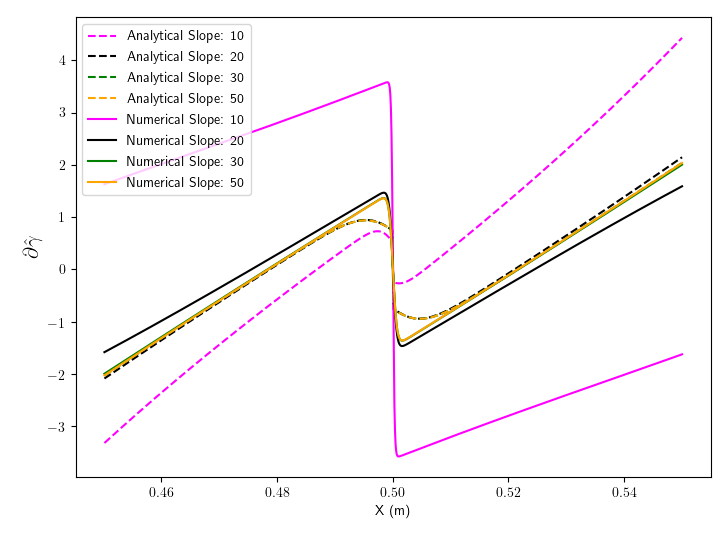 Analytical Slope: 10
Analytical Slope: 20
Analytical Slope: 30
Analytical Slope: 50
Numerical Slope: 10
Numerical Slope: 20
Numerical Slope: 30
Numerical Slope: 50
4
3
2
1
0
−1
−2
−3
∂γ̂
0.46 0.48 0.50 0.52 0.54
X (m)